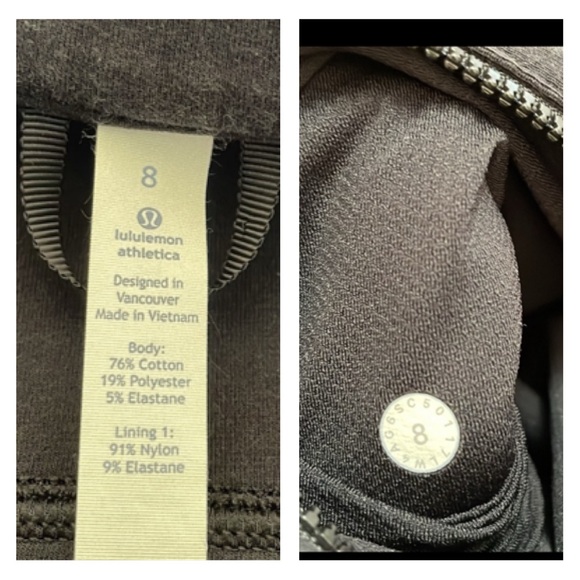 8
lululemon
athletica
Designed in
Vancouver
Made in Vietnam
Body:
76% Cotton
19% Polyester
5% Elastane
Lining 1:
91% Nylon
9% Elastane
8